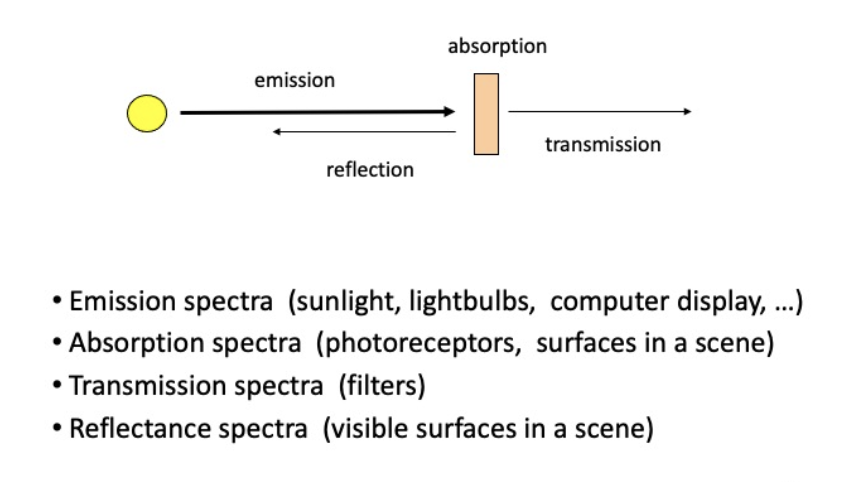 absorption
emission
transmission
reflection
• Emission spectra (sunlight, lightbulbs, computer display, ...)
• Absorption spectra (photoreceptors, surfaces in a scene)
• Transmission spectra (filters)
• Reflectance spectra (visible surfaces in a scene)